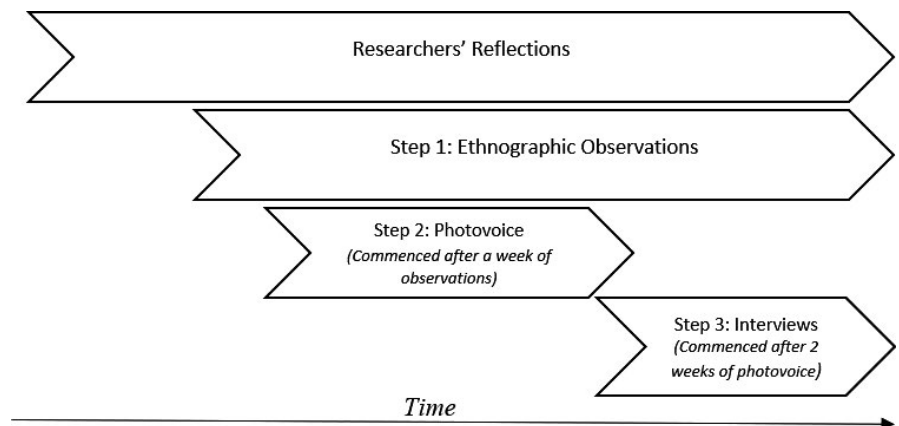 Researchers’ Reflections
Step 1: Ethnographic Observations
Step 2: Photovoice
(Commenced after a week of
observations)
Step 3: Interviews
(Commenced after 2
weeks of photovoice)
Time